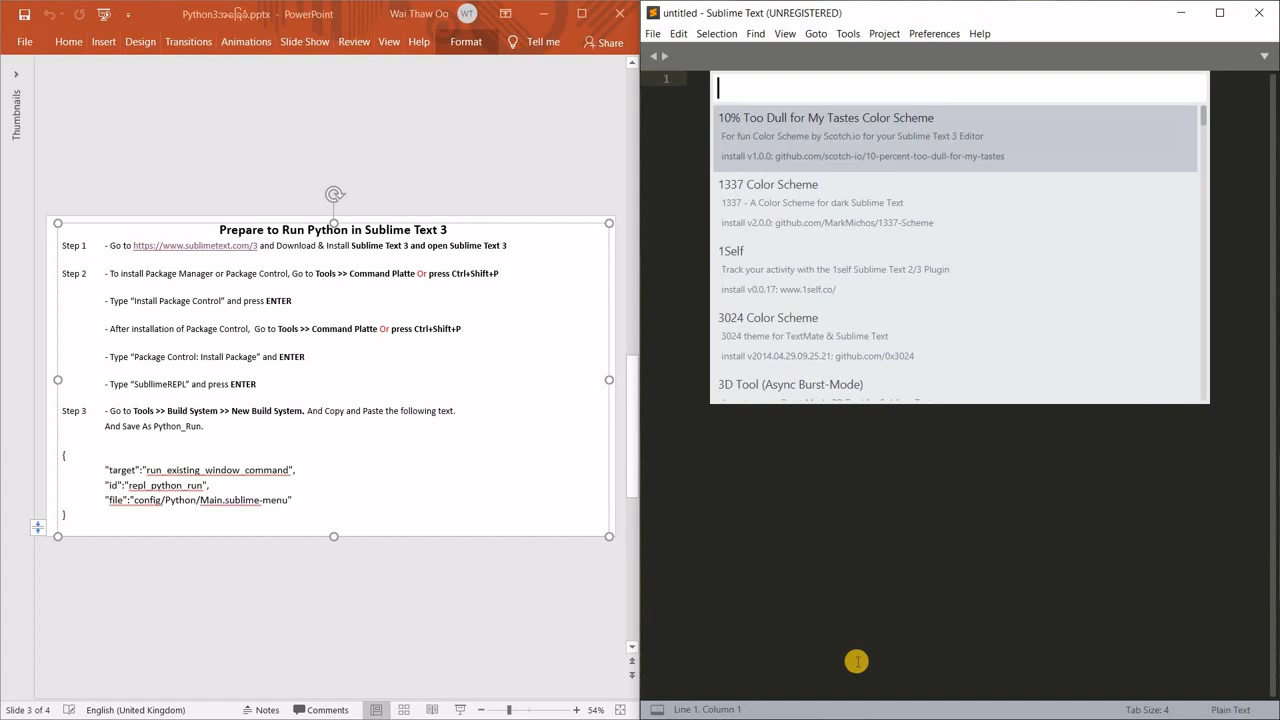 Python3အခြေခံ.pptx - PowerPoint
Wai Thaw Oo
WT
File Home Insert Design Transitions Animations Slide Show Review View Help Format Tell me Share
Thumbnails
Prepare to Run Python in Sublime Text 3
Step 1 - Go to https://www.sublimetext.com/3 and Download & Install Sublime Text 3 and open Sublime Text 3
Step 2 - To install Package Manager or Package Control, Go to Tools >> Command Platte Or press Ctrl+Shift+P
- Type “Install Package Control” and press ENTER
- After installation of Package Control, Go to Tools >> Command Platte Or press Ctrl+Shift+P
- Type “Package Control: Install Package” and ENTER
- Type “SubllimeREPL” and press ENTER
Step 3 - Go to Tools >> Build System >> New Build System. And Copy and Paste the following text.
And Save As Python_Run.
{
"target":"run_existing_window_command",
"id":"repl_python_run",
"file":"config/Python/Main.sublime-menu"
}
Slide 3 of 4 English (United Kingdom) Notes Comments 54%
untitled - Sublime Text (UNREGISTERED)
File Edit Selection Find View Goto Tools Project Preferences Help
1
10% Too Dull for My Tastes Color Scheme
For fun Color Scheme by Scotch.io for your Sublime Text 3 Editor
install v1.0.0; github.com/scotch-io/10-percent-too-dull-for-my-tastes
1337 Color Scheme
1337 - A Color Scheme for dark Sublime Text
install v2.0.0; github.com/MarkMichos/1337-Scheme
1Self
Track your activity with the 1self Sublime Text 2/3 Plugin
install v0.0.17; www.1self.co/
3024 Color Scheme
3024 theme for TextMate & Sublime Text
install v2014.04.29.09.25.21; github.com/0x3024
3D Tool (Async Burst-Mode)
Line 1, Column 1 Tab Size: 4 Plain Text